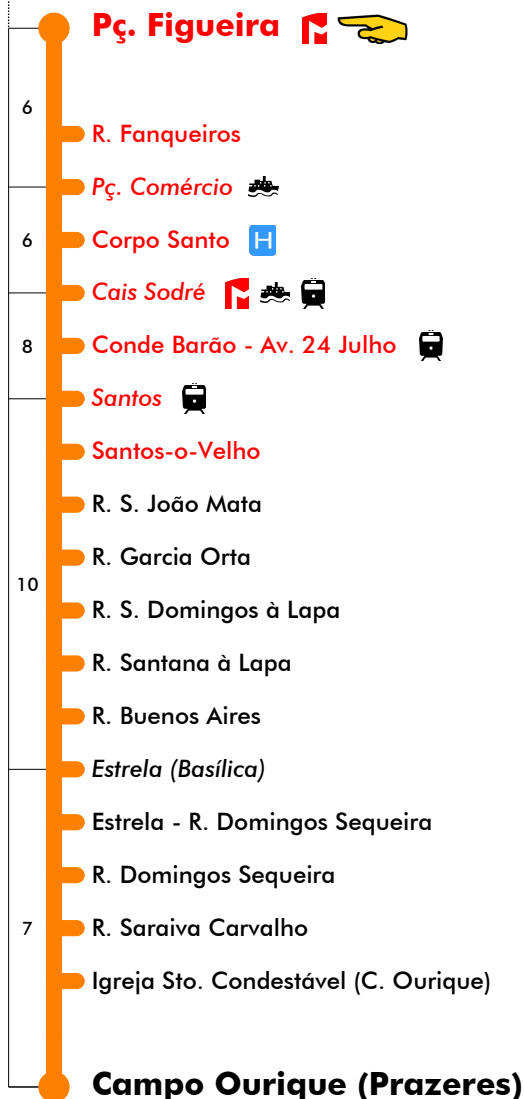 Pç. Figueira
6
R. Fanqueiros
Pç. Comércio
6
Corpo Santo H
Cais Sodré
8
Conde Barão - Av. 24 Julho
Santos
Santos-o-Velho
R. S. João Mata
R. Garcia Orta
10
R. S. Domingos à Lapa
R. Santana à Lapa
R. Buenos Aires
Estrela (Basílica)
Estrela - R. Domingos Sequeira
R. Domingos Sequeira
7
R. Saraiva Carvalho
Igreja Sto. Condestável (C. Ourique)
Campo Ourique (Prazeres)